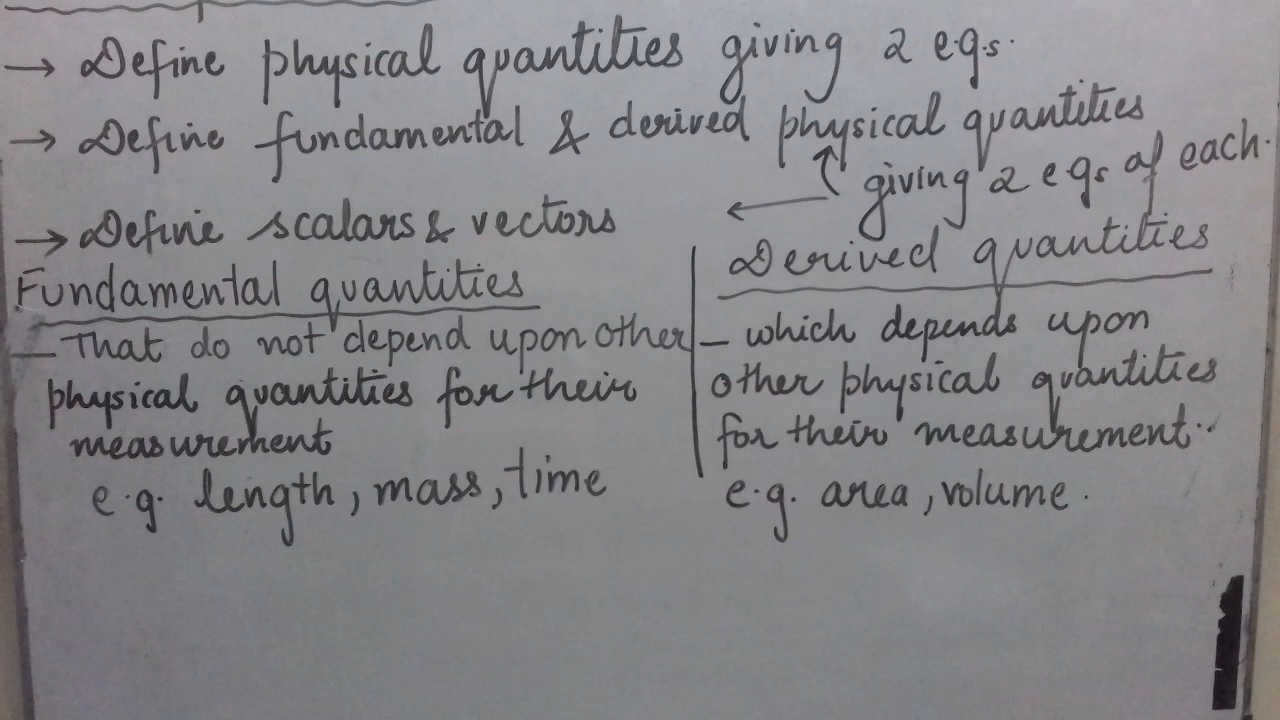 → Define physical quantities giving 2 e.g.s.
→ Define fundamental & derived physical quantities
giving 2 e.g.s of each.
→ Define scalars & vectors
Fundamental quantities
– That do not depend upon other
physical quantities for their
measurement
e.g. length, mass, time
Derived quantities
– which depends upon
other physical quantities
for their measurement..
e.g. area, volume.